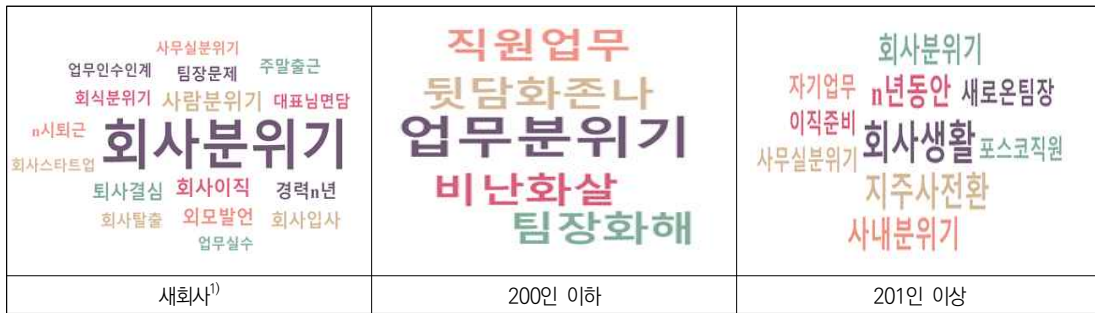 사무실분위기
업무인수인계 팀장문제 주말출근
회식분위기 사람분위기 대표님면담
n시퇴근 회사분위기
회사스타트업
퇴사결심 회사이직 경력n년
회사탈출 외모발언 회사입사
업무실수
새회사1)
직원업무
뒷담화존나
업무분위기
비난화살
팀장화해
200인 이하
회사분위기
자기업무 n년동안 새로온팀장
이직준비 회사생활 포스코직원
사무실분위기
지주사전환
사내분위기
201인 이상